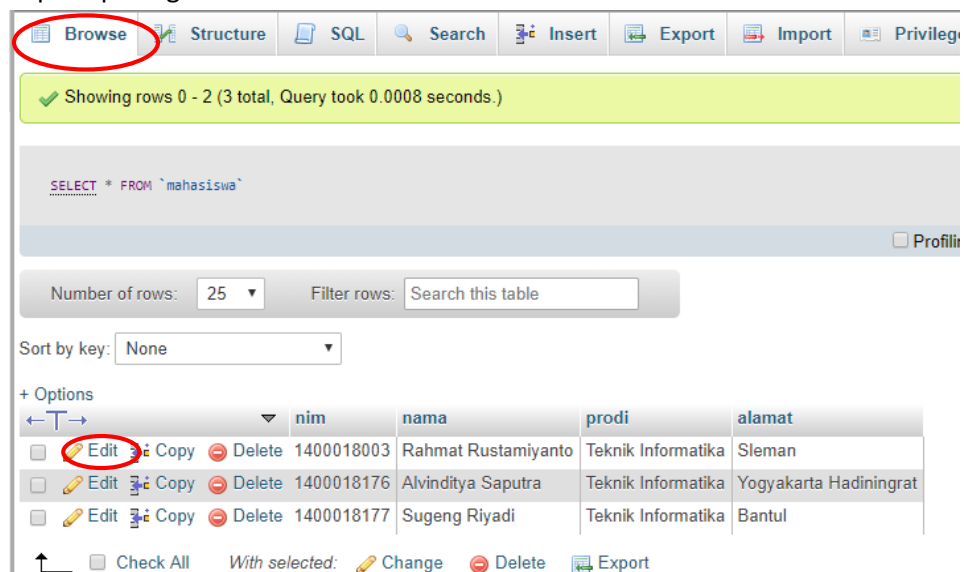 Browse Structure SQL Search Insert Export Import Privileg
Showing rows 0 - 2 (3 total, Query took 0.0008 seconds.)
SELECT * FROM `mahasiswa`
Profilin
Number of rows: 25 Filter rows: Search this table
Sort by key: None
+ Options
nim nama prodi alamat
Edit Copy Delete 1400018003 Rahmat Rustamiyanto Teknik Informatika Sleman
Edit Copy Delete 1400018176 Alvinditya Saputra Teknik Informatika Yogyakarta Hadiningrat
Edit Copy Delete 1400018177 Sugeng Riyadi Teknik Informatika Bantul
Check All With selected: Change Delete Export